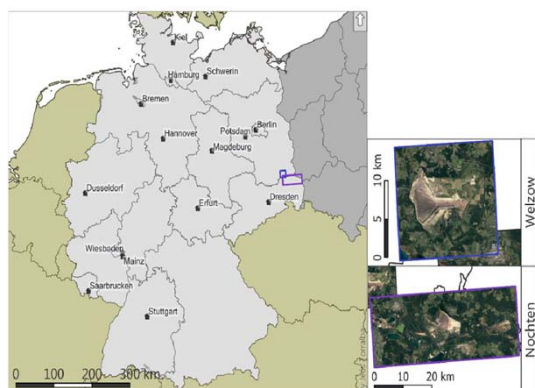 Kiel
Hamburg
Schwerin
Bremen
Berlin
Potsdam
Hannover
Magdeburg
Dusseldorf
Erfurt
Dresden
Wiesbaden
Mainz
Saarbrucken
Stuttgart
0 100 200 300 km
0 5 10 km
Welzow
0 10 20 km
Nochten